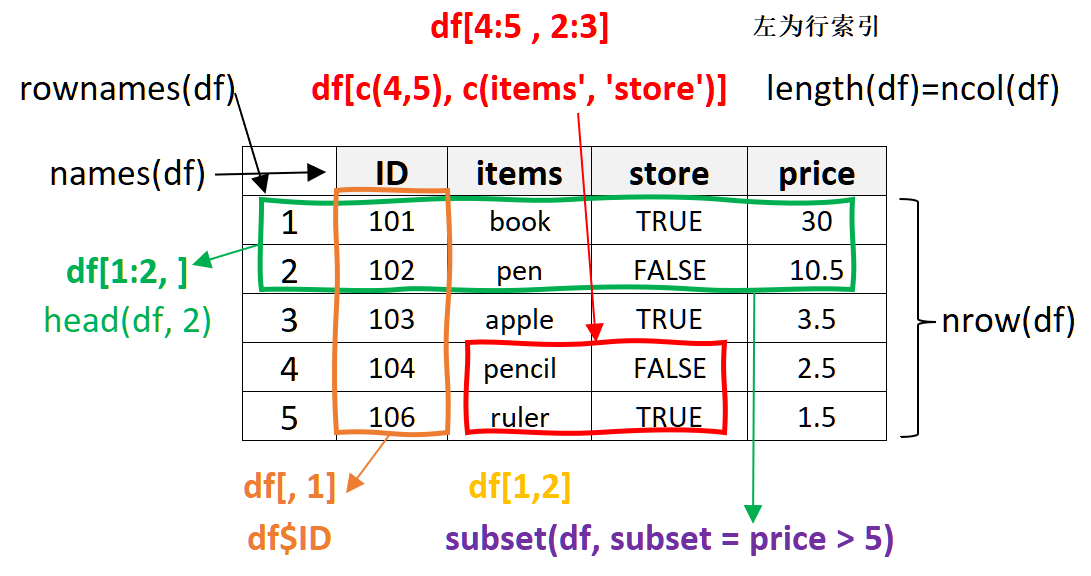 df[4:5 , 2:3]
左为行索引
rownames(df)
df[c(4,5), c(items', 'store')]
length(df)=ncol(df)
names(df)
ID items store price
1 101 book TRUE 30
2 102 pen FALSE 10.5
3 103 apple TRUE 3.5
4 104 pencil FALSE 2.5
5 106 ruler TRUE 1.5
df[1:2, ]
head(df, 2)
nrow(df)
df[, 1]
df[1,2]
df$ID
subset(df, subset = price > 5)